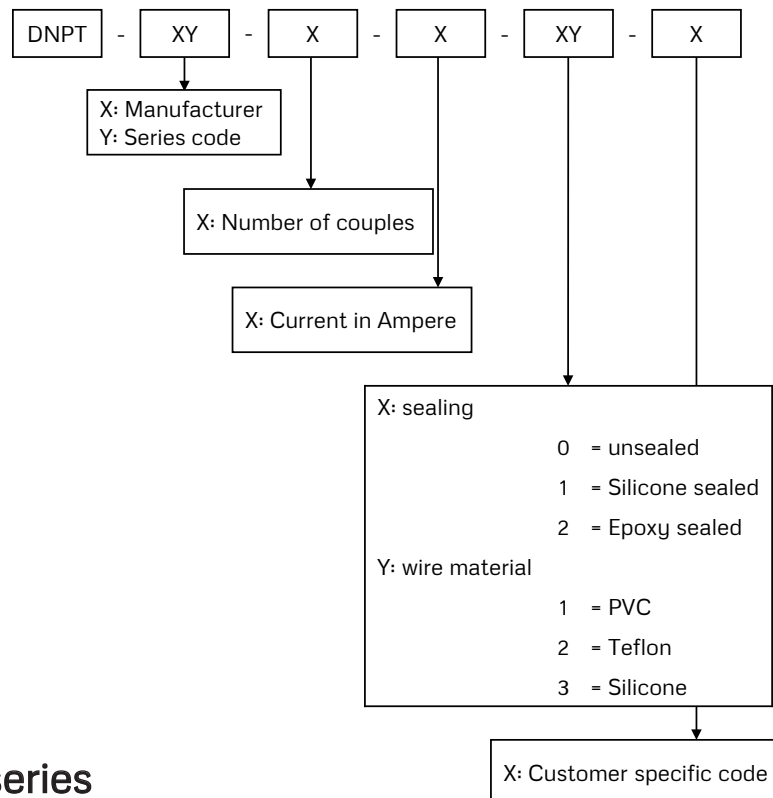 DNPT - XY - X - X - XY - X
X: Manufacturer
Y: Series code
X: Number of couples
X: Current in Ampere
X: sealing
0 = unsealed
1 = Silicone sealed
2 = Epoxy sealed
Y: wire material
1 = PVC
2 = Teflon
3 = Silicone
X: Customer specific code
series